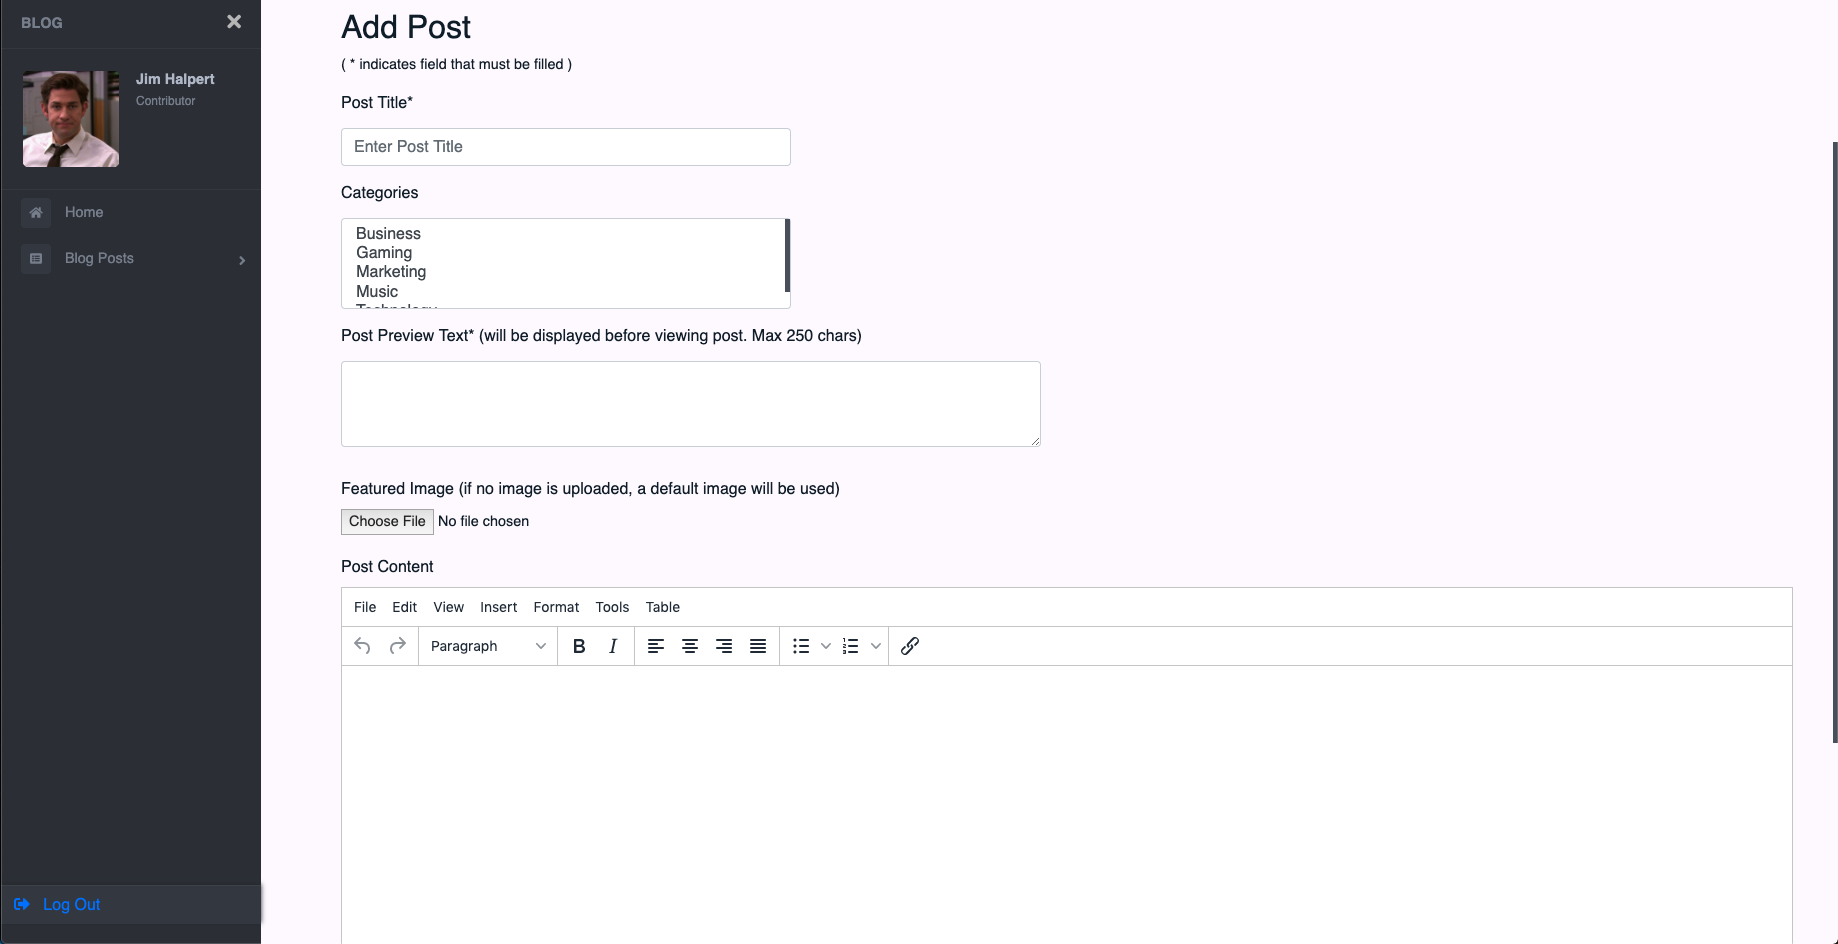 BLOG
Jim Halpert
Contributor
Home
Blog Posts
Log Out
Add Post
( * indicates field that must be filled )
Post Title*
Enter Post Title
Categories
Business
Gaming
Marketing
Music
Technology
Post Preview Text* (will be displayed before viewing post. Max 250 chars)
Featured Image (if no image is uploaded, a default image will be used)
Choose File No file chosen
Post Content
File Edit View Insert Format Tools Table
Paragraph B I